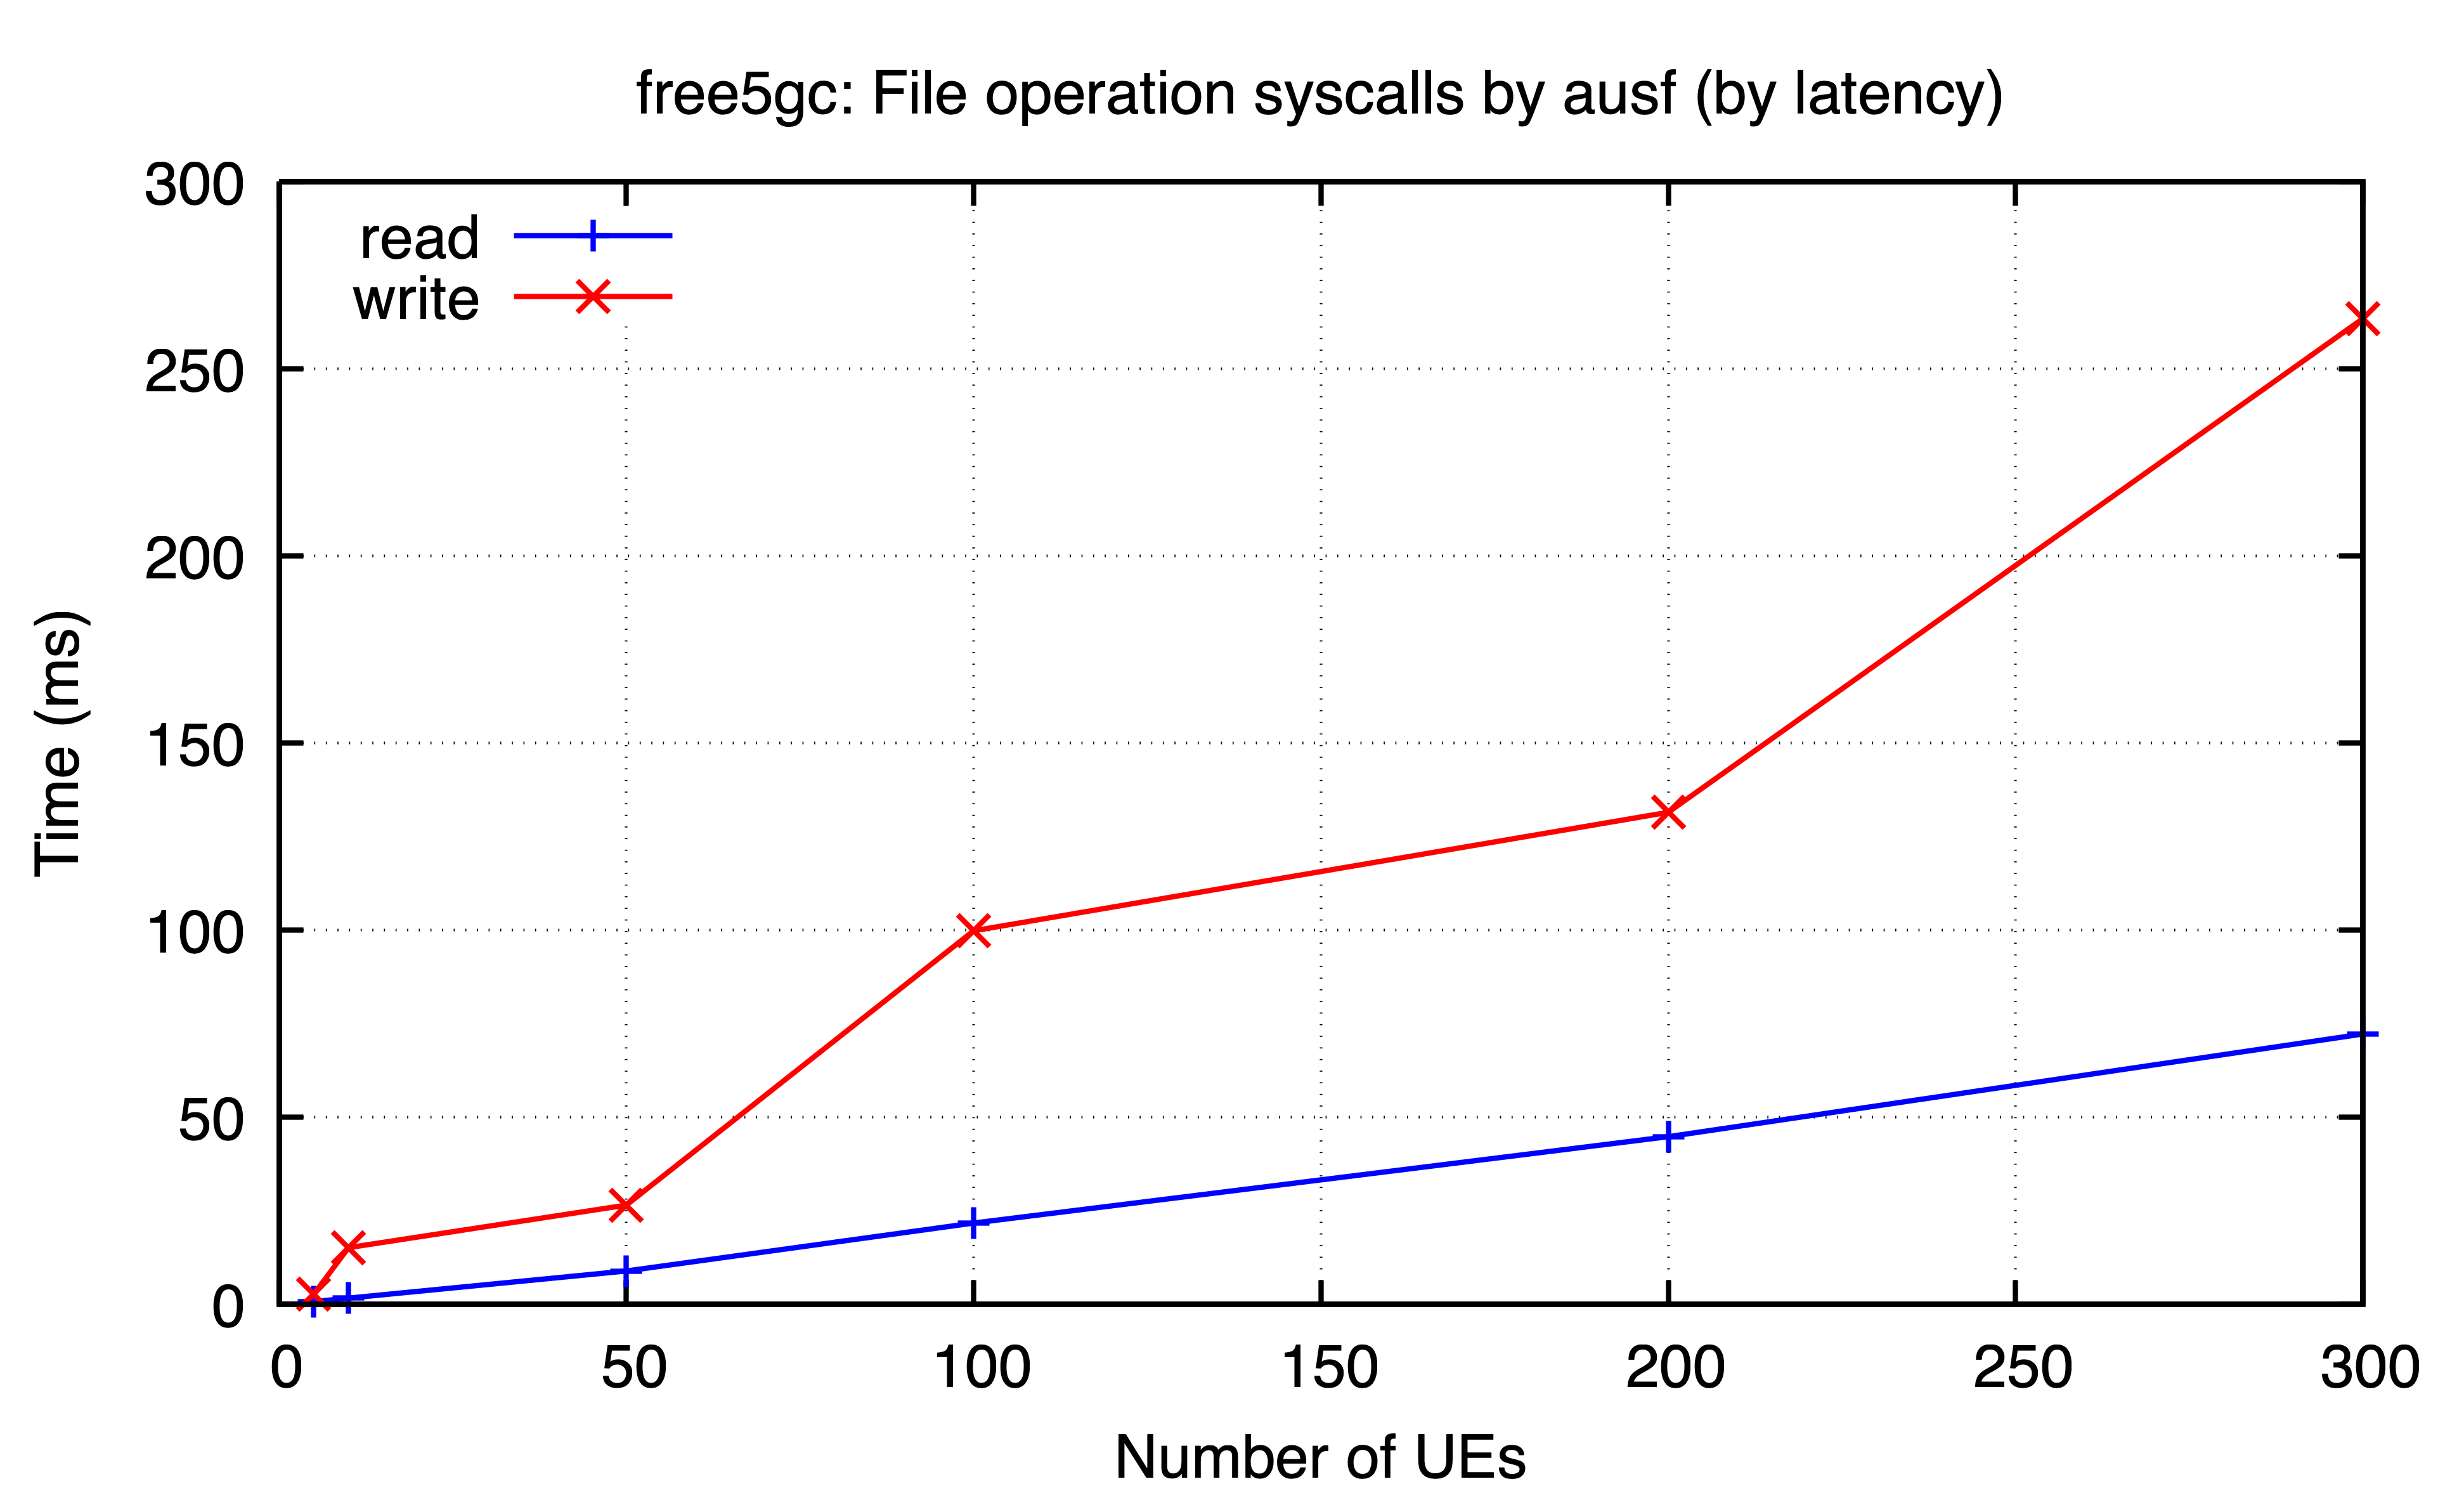 free5gc: File operation syscalls by ausf (by latency)
300
250
200
150
100
50
0
read
write
Time (ms)
0 50 100 150 200 250 300
Number of UEs